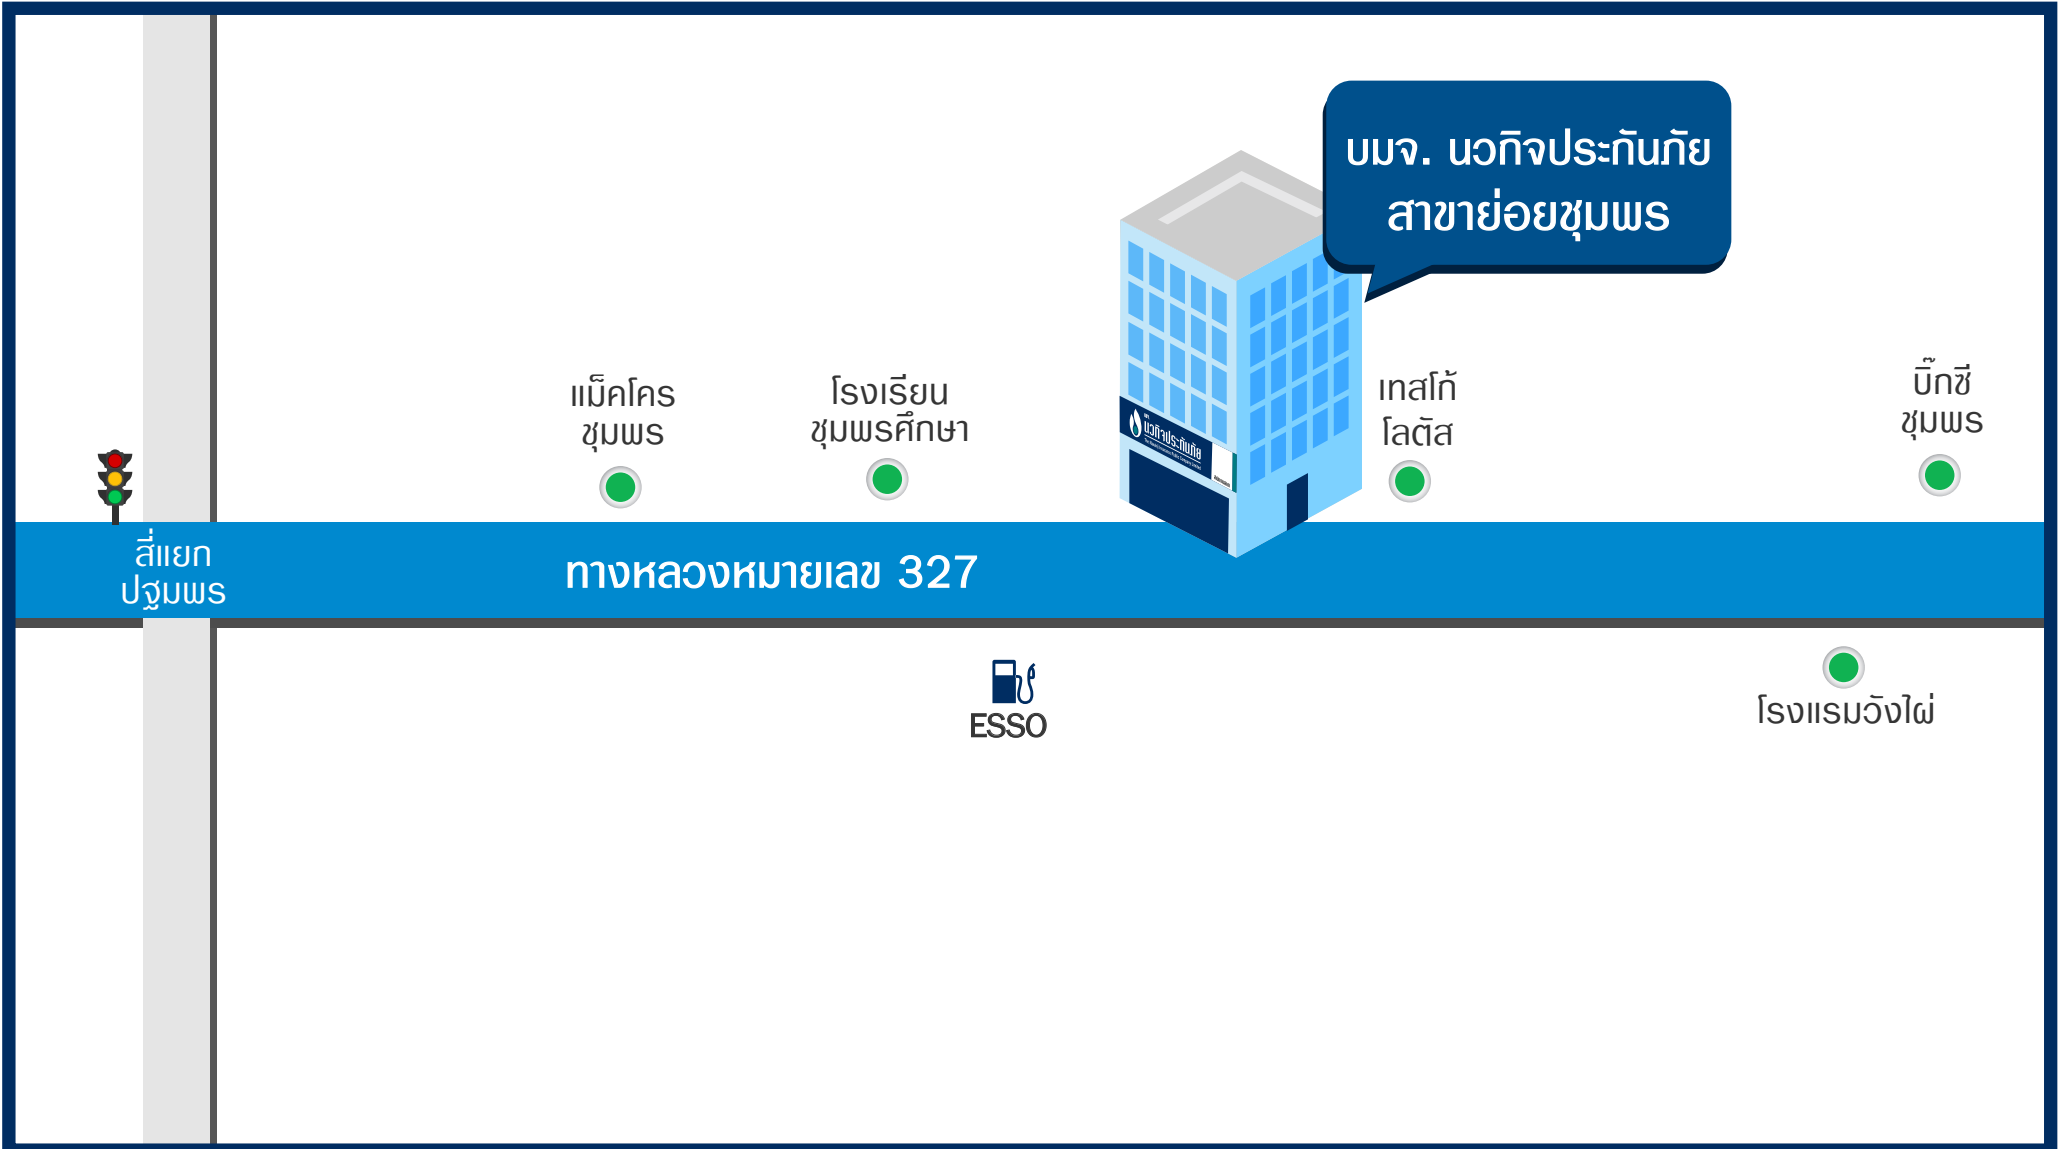 บมจ. นวกิจประกันภัย
สาขาย่อยชุมพร
แม็คโคร
ชุมพร
โรงเรียน
ชุมพรศึกษา
นวกิจประกันภัย
เทสโก้
โลตัส
บิ๊กซี
ชุมพร
สี่แยก
ปฐมพร
ทางหลวงหมายเลข 327
ESSO
โรงแรมวังไผ่